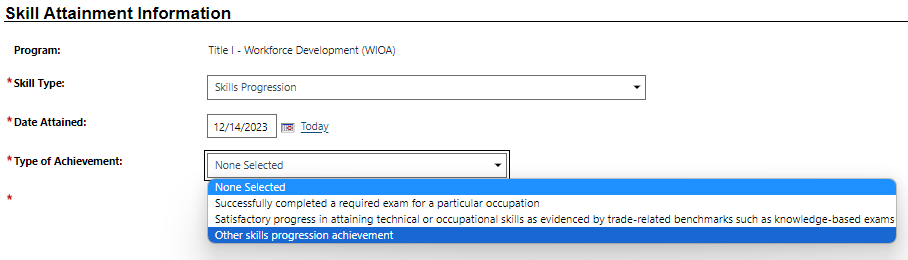 Skill Attainment Information
Program: Title I - Workforce Development (WIOA)
*Skill Type: Skills Progression
*Date Attained: 12/14/2023 Today
*Type of Achievement: None Selected
None Selected
*
Successfully completed a required exam for a particular occupation
Satisfactory progress in attaining technical or occupational skills as evidenced by trade-related benchmarks such as knowledge-based exams
Other skills progression achievement